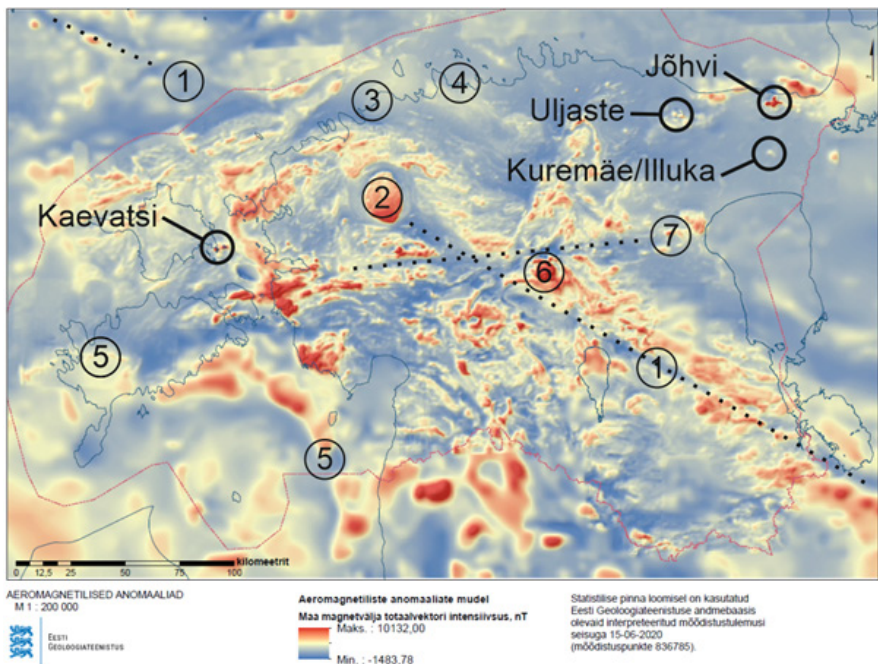 1
3
4
Jõhvi
Uljaste
Kuremäe/Illuka
2
Kaevatsi
7
6
5
1
5
kilomeetrit
0 12,5 25 50 75 100
AEROMAGNETILISED ANOMAALIAD
M 1 : 200 000
EESTI
GEOLOOGIATEENISTUS
Aeromagnetiliste anomaaliate mudel
Maa magnetvälja totaalvektori intensiivsus, nT
Maks. : 10132,00
Min. : -1483,78
Statistilise pinna loomisel on kasutatud
Eesti Geoloogiateenistuse andmebaasis
olevaid interpreteeritud mõõdistustulemusi
seisuga 15-06-2020
(mõõdistuspunkte 836785).